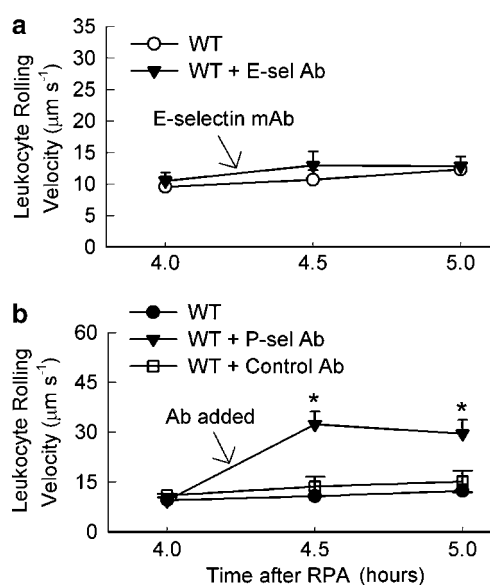 a
WT
WT + E-sel Ab
Leukocyte Rolling
Velocity (μm s⁻¹)
35
30
25
20
15
10
5
0
E-selectin mAb
4.0 4.5 5.0
b
WT
WT + P-sel Ab
WT + Control Ab
Leukocyte Rolling
Velocity (μm s⁻¹)
60
45
30
15
0
Ab added
* *
4.0 4.5 5.0
Time after RPA (hours)